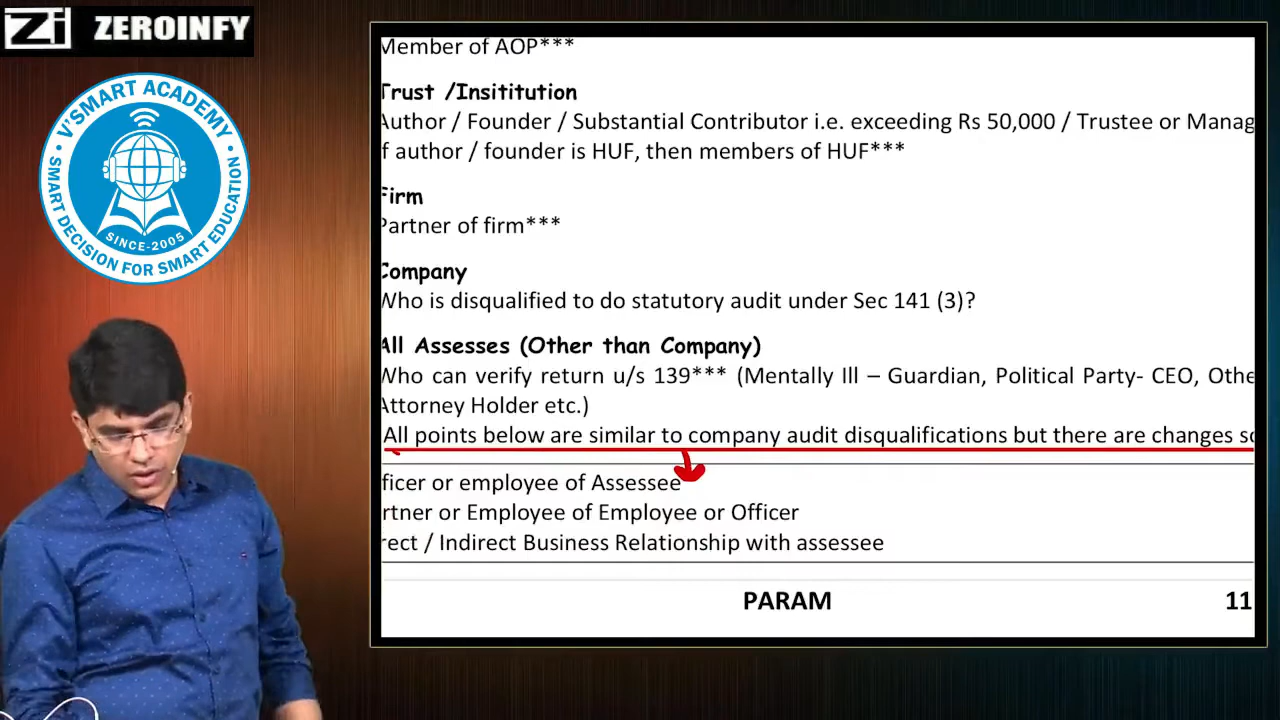 Zi ZEROINFY
V'SMART ACADEMY
SMART DECISION FOR SMART EDUCATION
SINCE-2005
Member of AOP***
Trust /Insititution
Author / Founder / Substantial Contributor i.e. exceeding Rs 50,000 / Trustee or Manag
f author / founder is HUF, then members of HUF***
Firm
Partner of firm***
Company
Who is disqualified to do statutory audit under Sec 141 (3)?
All Assesses (Other than Company)
Who can verify return u/s 139*** (Mentally Ill – Guardian, Political Party- CEO, Othe
Attorney Holder etc.)
All points below are similar to company audit disqualifications but there are changes so
ficer or employee of Assessee
rtner or Employee of Employee or Officer
rect / Indirect Business Relationship with assessee
PARAM 11